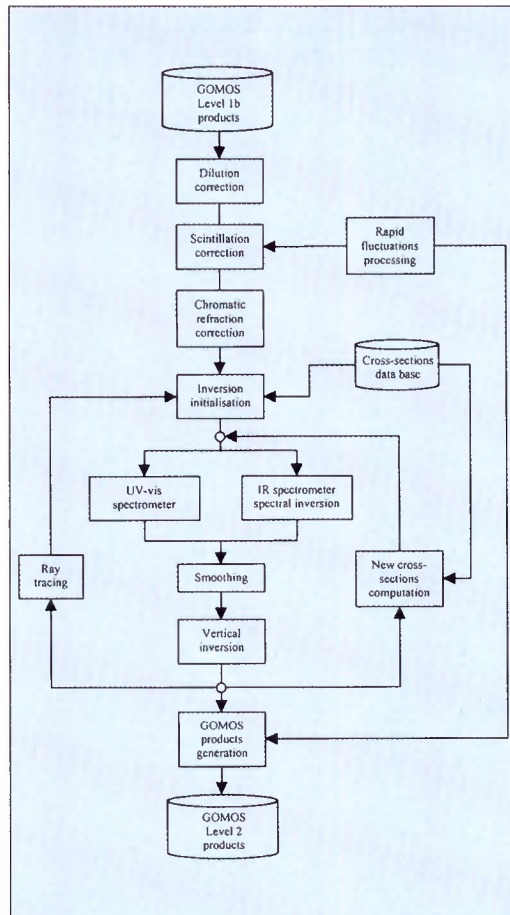 GOMOS
Level 1b
products
Dilution
correction
Scintillation
correction
Rapid
fluctuations
processing
Chromatic
refraction
correction
Cross-sections
data base
Inversion
initialisation
UV-vis
spectrometer
IR spectrometer
spectral inversion
Ray
tracing
Smoothing
New cross-
sections
computation
Vertical
inversion
GOMOS
products
generation
GOMOS
Level 2
products